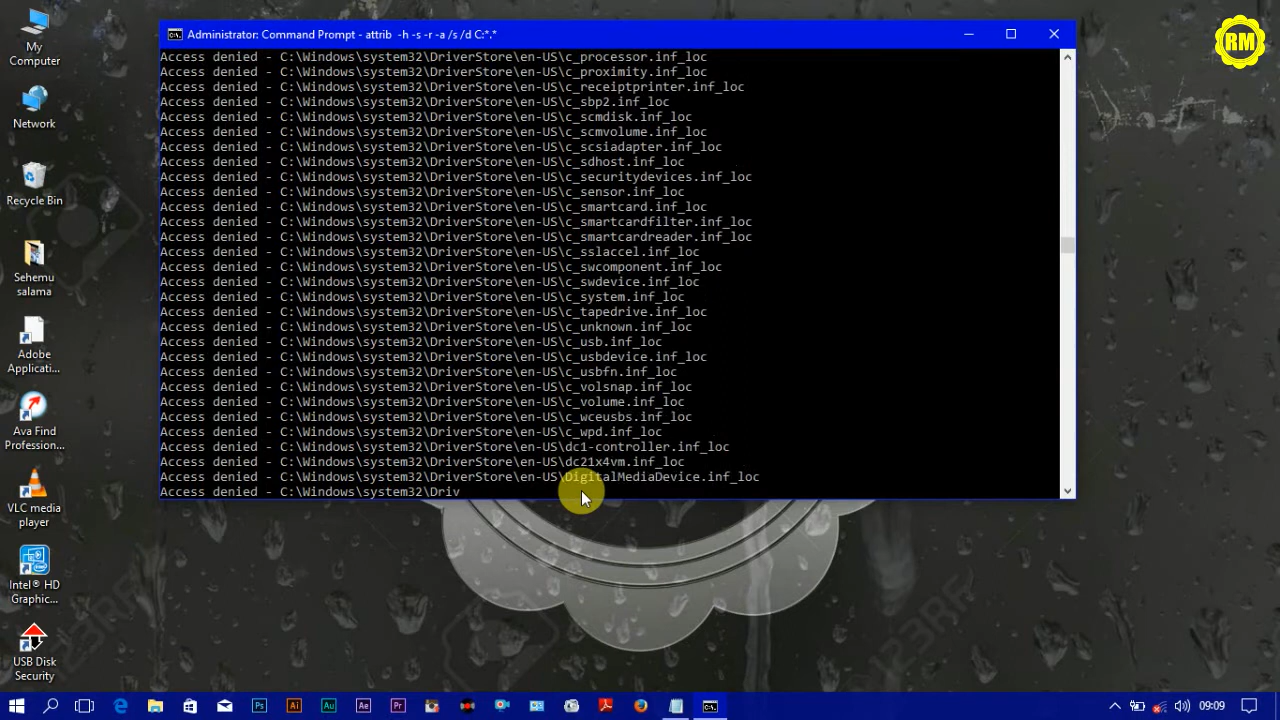 Administrator: Command Prompt - attrib -h -s -r -a /s /d C:*.*
Access denied - C:\Windows\system32\DriverStore\en-US\c_processor.inf_loc
Access denied - C:\Windows\system32\DriverStore\en-US\c_proximity.inf_loc
Access denied - C:\Windows\system32\DriverStore\en-US\c_receiptprinter.inf_loc
Access denied - C:\Windows\system32\DriverStore\en-US\c_sbp2.inf_loc
Access denied - C:\Windows\system32\DriverStore\en-US\c_scmdisk.inf_loc
Access denied - C:\Windows\system32\DriverStore\en-US\c_scmvolume.inf_loc
Access denied - C:\Windows\system32\DriverStore\en-US\c_scsiadapter.inf_loc
Access denied - C:\Windows\system32\DriverStore\en-US\c_sdhost.inf_loc
Access denied - C:\Windows\system32\DriverStore\en-US\c_securitydevices.inf_loc
Access denied - C:\Windows\system32\DriverStore\en-US\c_sensor.inf_loc
Access denied - C:\Windows\system32\DriverStore\en-US\c_smartcard.inf_loc
Access denied - C:\Windows\system32\DriverStore\en-US\c_smartcardfilter.inf_loc
Access denied - C:\Windows\system32\DriverStore\en-US\c_smartcardreader.inf_loc
Access denied - C:\Windows\system32\DriverStore\en-US\c_sslaccel.inf_loc
Access denied - C:\Windows\system32\DriverStore\en-US\c_swcomponent.inf_loc
Access denied - C:\Windows\system32\DriverStore\en-US\c_swdevice.inf_loc
Access denied - C:\Windows\system32\DriverStore\en-US\c_system.inf_loc
Access denied - C:\Windows\system32\DriverStore\en-US\c_tapedrive.inf_loc
Access denied - C:\Windows\system32\DriverStore\en-US\c_unknown.inf_loc
Access denied - C:\Windows\system32\DriverStore\en-US\c_usb.inf_loc
Access denied - C:\Windows\system32\DriverStore\en-US\c_usbdevice.inf_loc
Access denied - C:\Windows\system32\DriverStore\en-US\c_usbfn.inf_loc
Access denied - C:\Windows\system32\DriverStore\en-US\c_volsnap.inf_loc
Access denied - C:\Windows\system32\DriverStore\en-US\c_volume.inf_loc
Access denied - C:\Windows\system32\DriverStore\en-US\c_wceusbs.inf_loc
Access denied - C:\Windows\system32\DriverStore\en-US\c_wpd.inf_loc
Access denied - C:\Windows\system32\DriverStore\en-US\dc1-controller.inf_loc
Access denied - C:\Windows\system32\DriverStore\en-US\dc21x4vm.inf_loc
Access denied - C:\Windows\system32\DriverStore\en-US\DigitalMediaDevice.inf_loc
Access denied - C:\Windows\system32\Driv
My
Computer
Network
Recycle Bin
Sehemu
salama
Adobe
Applicati...
Ava Find
Profession...
VLC media
player
Intel® HD
Graphic...
USB Disk
Security
RM
Ps
Ai
Au
Ae
Pr
09:09